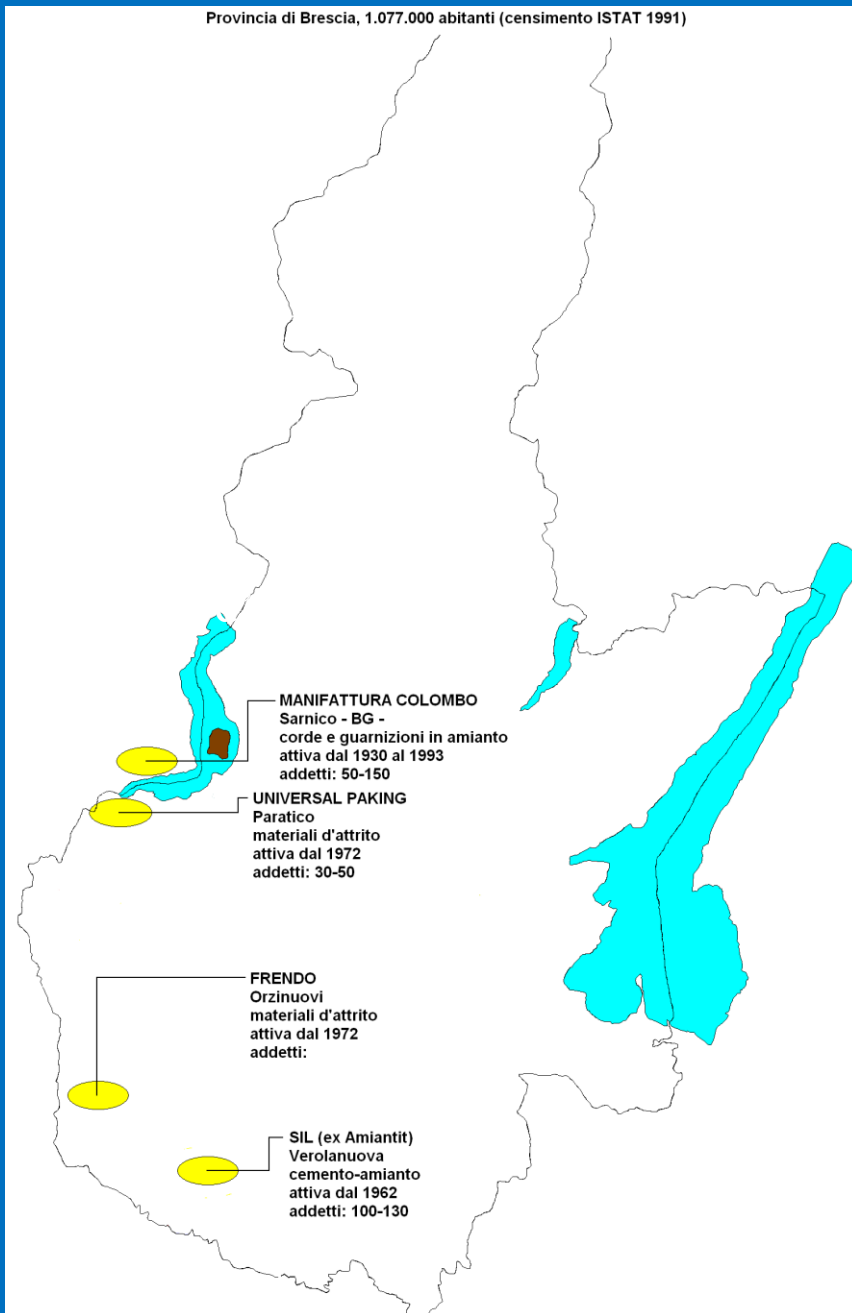 Provincia di Brescia, 1.077.000 abitanti (censimento ISTAT 1991)
MANIFATTURA COLOMBO
Sarnico - BG -
corde e guarnizioni in amianto
attiva dal 1930 al 1993
addetti: 50-150
UNIVERSAL PAKING
Paratico
materiali d'attrito
attiva dal 1972
addetti: 30-50
FRENDO
Orzinuovi
materiali d'attrito
attiva dal 1972
addetti:
SIL (ex Amiantit)
Verolanuova
cemento-amianto
attiva dal 1962
addetti: 100-130